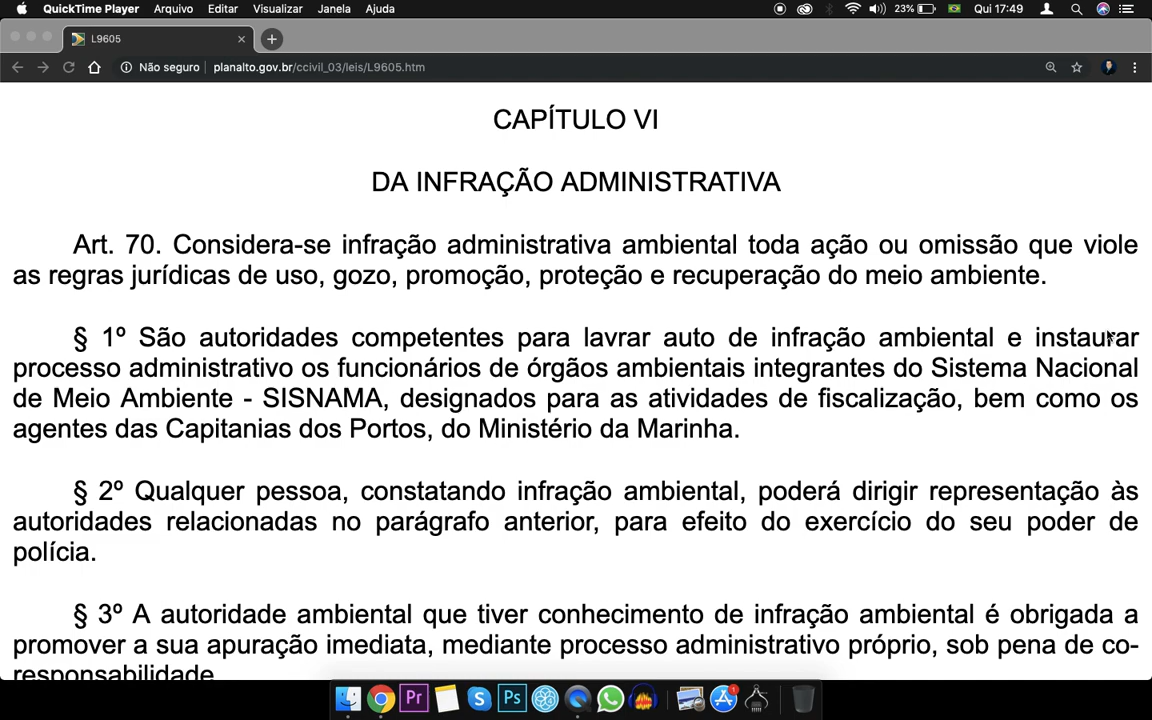 QuickTime Player Arquivo Editar Visualizar Janela Ajuda 23% Qui 17:49
L9605
Não seguro planalto.gov.br/ccivil_03/leis/L9605.htm
CAPÍTULO VI
DA INFRAÇÃO ADMINISTRATIVA
Art. 70. Considera-se infração administrativa ambiental toda ação ou omissão que viole
as regras jurídicas de uso, gozo, promoção, proteção e recuperação do meio ambiente.
§ 1º São autoridades competentes para lavrar auto de infração ambiental e instaurar
processo administrativo os funcionários de órgãos ambientais integrantes do Sistema Nacional
de Meio Ambiente - SISNAMA, designados para as atividades de fiscalização, bem como os
agentes das Capitanias dos Portos, do Ministério da Marinha.
§ 2º Qualquer pessoa, constatando infração ambiental, poderá dirigir representação às
autoridades relacionadas no parágrafo anterior, para efeito do exercício do seu poder de
polícia.
§ 3º A autoridade ambiental que tiver conhecimento de infração ambiental é obrigada a
promover a sua apuração imediata, mediante processo administrativo próprio, sob pena de co-
responsabilidade
Pr S Ps 1